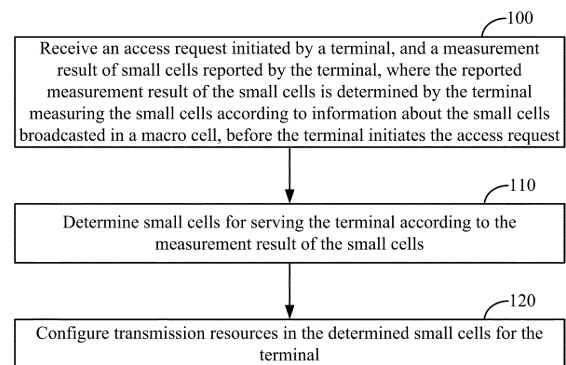 100
Receive an access request initiated by a terminal, and a measurement
result of small cells reported by the terminal, where the reported
measurement result of the small cells is determined by the terminal
measuring the small cells according to information about the small cells
broadcasted in a macro cell, before the terminal initiates the access request
110
Determine small cells for serving the terminal according to the
measurement result of the small cells
120
Configure transmission resources in the determined small cells for the
terminal